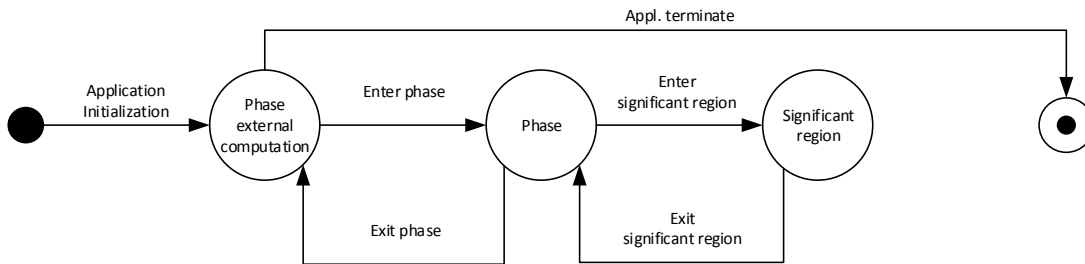 Appl. terminate
Application
Initialization
Phase
external
computation
Enter phase
Phase
Enter
significant region
Significant
region
Exit phase
Exit
significant region